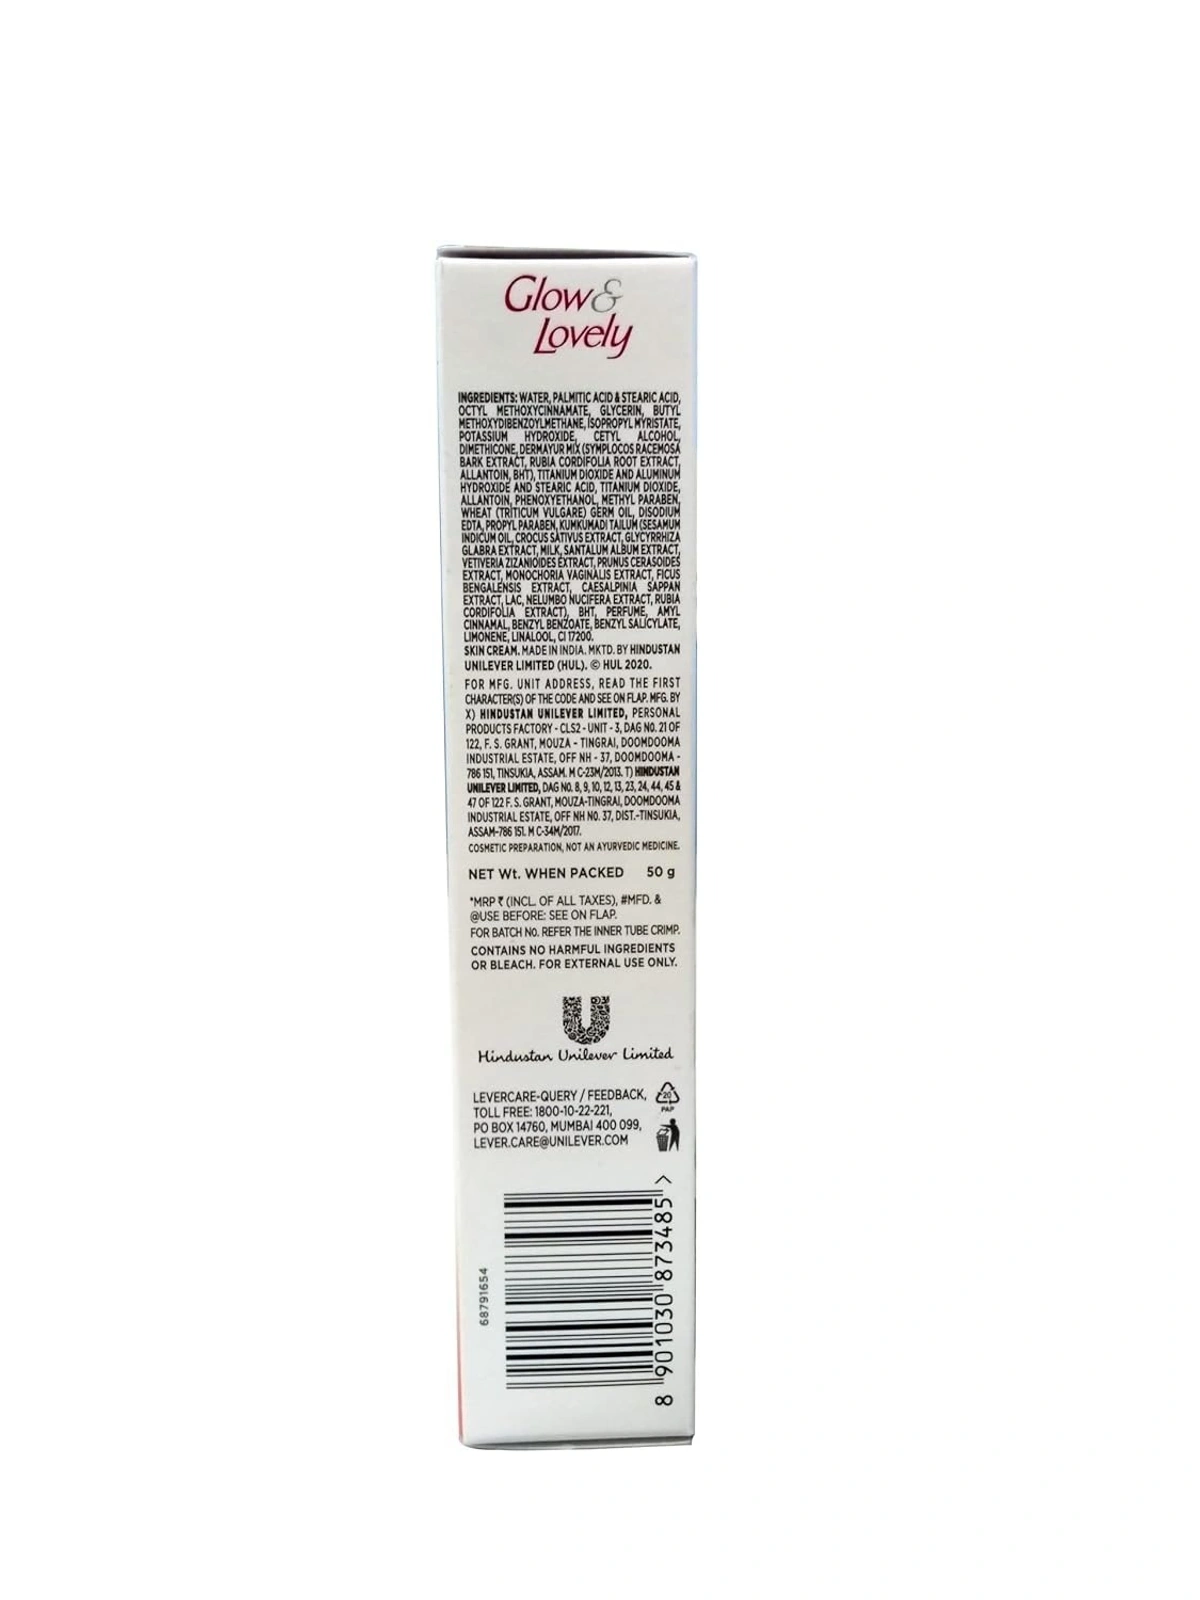 Glow &
Lovely
INGREDIENTS: WATER, PALMITIC ACID & STEARIC ACID,
OCTYL METHOXYCINNAMATE, GLYCERIN, BUTYL
METHOXYDIBENZOYLMETHANE, ISOPROPYL MYRISTATE,
POTASSIUM HYDROXIDE, CETYL ALCOHOL,
DIMETHICONE, DERMAYUR MIX (SYMPLOCOS RACEMOSA
BARK EXTRACT, RUBIA CORDIFOLIA ROOT EXTRACT,
ALLANTOIN, BHT), TITANIUM DIOXIDE AND ALUMINUM
HYDROXIDE AND STEARIC ACID, TITANIUM DIOXIDE,
ALLANTOIN, PHENOXYETHANOL, METHYL PARABEN,
WHEAT (TRITICUM VULGARE) GERM OIL, DISODIUM
EDTA, PROPYL PARABEN, KUMKUMADI TAILUM (SESAMUM
INDICUM OIL, CROCUS SATIVUS EXTRACT, GLYCYRRHIZA
GLABRA EXTRACT, MILK, SANTALUM ALBUM EXTRACT,
VETIVERIA ZIZANIOIDES EXTRACT, PRUNUS CERASOIDES
EXTRACT, MONOCHORIA VAGINALIS EXTRACT, FICUS
BENGALENSIS EXTRACT, CAESALPINIA SAPPAN
EXTRACT, LAC, NELUMBO NUCIFERA EXTRACT, RUBIA
CORDIFOLIA EXTRACT), BHT, PERFUME, AMYL
CINNAMAL, BENZYL BENZOATE, BENZYL SALICYLATE,
LIMONENE, LINALOOL, CI 17200.
SKIN CREAM. MADE IN INDIA. MKTD. BY HINDUSTAN
UNILEVER LIMITED (HUL). © HUL 2020.
FOR MFG. UNIT ADDRESS, READ THE FIRST
CHARACTER(S) OF THE CODE AND SEE ON FLAP. MFG. BY
X) HINDUSTAN UNILEVER LIMITED, PERSONAL
PRODUCTS FACTORY - CLS2 - UNIT - 3, DAG NO. 21 OF
122, F. S. GRANT, MOUZA - TINGRAI, DOOMDOOMA
INDUSTRIAL ESTATE, OFF NH - 37, DOOMDOOMA -
786 151, TINSUKIA, ASSAM. M C-23M/2013. T) HINDUSTAN
UNILEVER LIMITED, DAG NO. 8, 9, 10, 12, 13, 23, 24, 44, 45 &
47 OF 122 F. S. GRANT, MOUZA-TINGRAI, DOOMDOOMA
INDUSTRIAL ESTATE, OFF NH NO. 37, DIST.-TINSUKIA,
ASSAM-786 151. M C-34M/2017.
COSMETIC PREPARATION, NOT AN AYURVEDIC MEDICINE.
NET Wt. WHEN PACKED 50 g
*MRP ₹ (INCL. OF ALL TAXES), #MFD. &
@USE BEFORE: SEE ON FLAP.
FOR BATCH No. REFER THE INNER TUBE CRIMP.
CONTAINS NO HARMFUL INGREDIENTS
OR BLEACH. FOR EXTERNAL USE ONLY.
Hindustan Unilever Limited
LEVERCARE-QUERY / FEEDBACK,
TOLL FREE: 1800-10-22-221,
PO BOX 14760, MUMBAI 400 099,
LEVER.CARE@UNILEVER.COM
20
PAP
68791654
8 901030 873485 >